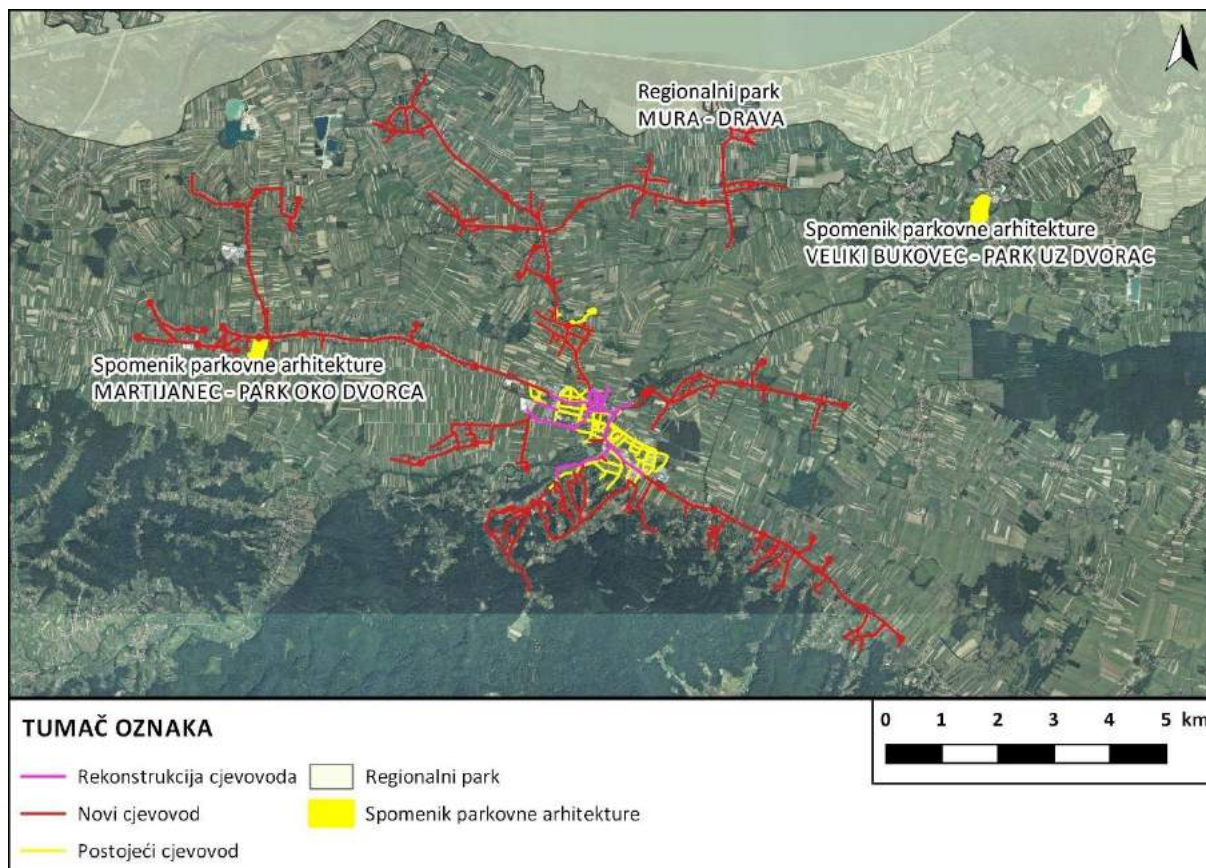 Regionalni park
MURA - DRAVA
Spomenik parkovne arhitekture
VELIKI BUKOVEC - PARK UZ DVORAC
Spomenik parkovne arhitekture
MARTIJANEC - PARK OKO DVORCA
TUMAČ OZNAKA
Rekonstrukcija cjevovoda
Regionalni park
Novi cjevovod
Spomenik parkovne arhitekture
Postojeći cjevovod
0 1 2 3 4 5 km